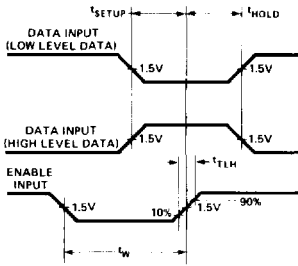 tSETUP
tHOLD
DATA INPUT
(LOW LEVEL DATA)
1.5V
1.5V
DATA INPUT
(HIGH LEVEL DATA)
1.5V
1.5V
tTLH
ENABLE
INPUT
1.5V
10%
1.5V
90%
tW